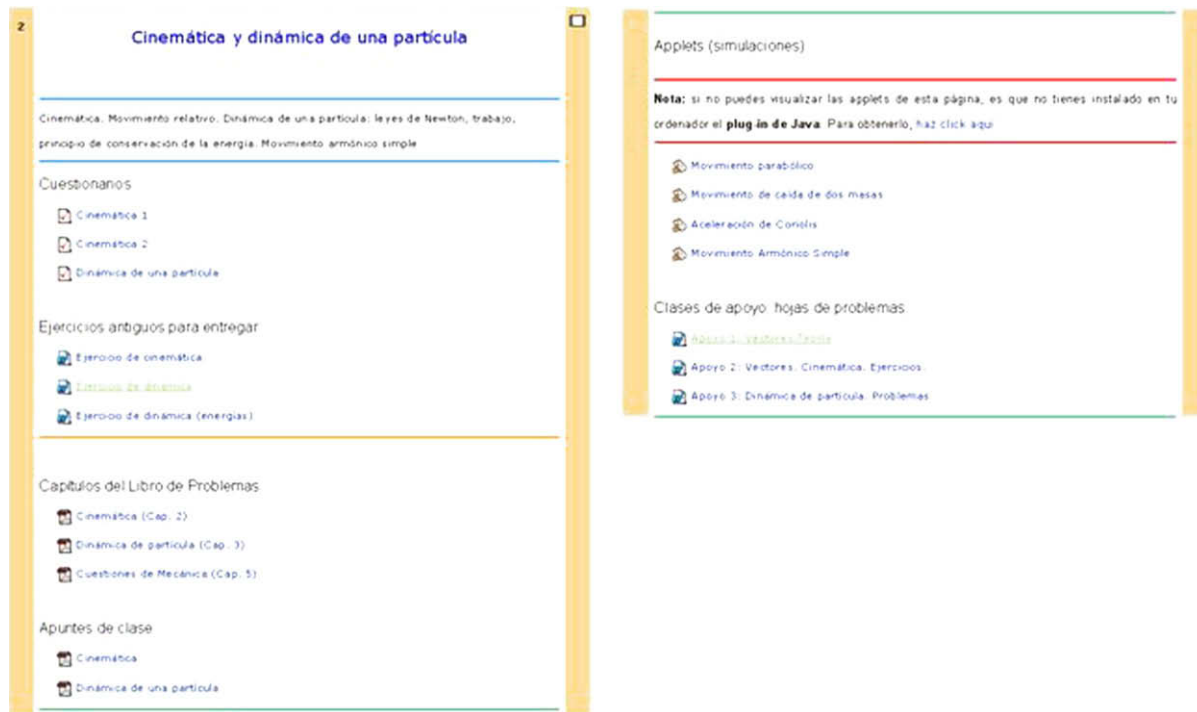 2
Cinemática y dinámica de una partícula
Cinemática. Movimiento relativo. Dinámica de una partícula: leyes de Newton, trabajo,
principio de conservación de la energía. Movimiento armónico simple
Cuestionarios
Cinemática 1
Cinemática 2
Dinámica de una partícula
Ejercicios antiguos para entregar
Ejercicio de cinemática
Ejercicio de dinámica
Ejercicio de dinámica (energías)
Capítulos del Libro de Problemas
Cinemática (Cap. 2)
Dinámica de partícula (Cap. 3)
Cuestiones de Mecánica (Cap. 5)
Apuntes de clase
Cinemática
Dinámica de una partícula
Applets (simulaciones)
Nota: si no puedes visualizar las applets de esta página, es que no tienes instalado en tu
ordenador el plug-in de Java. Para obtenerlo, haz click aqui
Movimiento parabólico
Movimiento de caída de dos masas
Aceleración de Coriolis
Movimiento Armónico Simple
Clases de apoyo: hojas de problemas
Apoyo 1: Vectores.Teoría
Apoyo 2: Vectores. Cinemática. Ejercicios.
Apoyo 3: Dinámica de partícula. Problemas